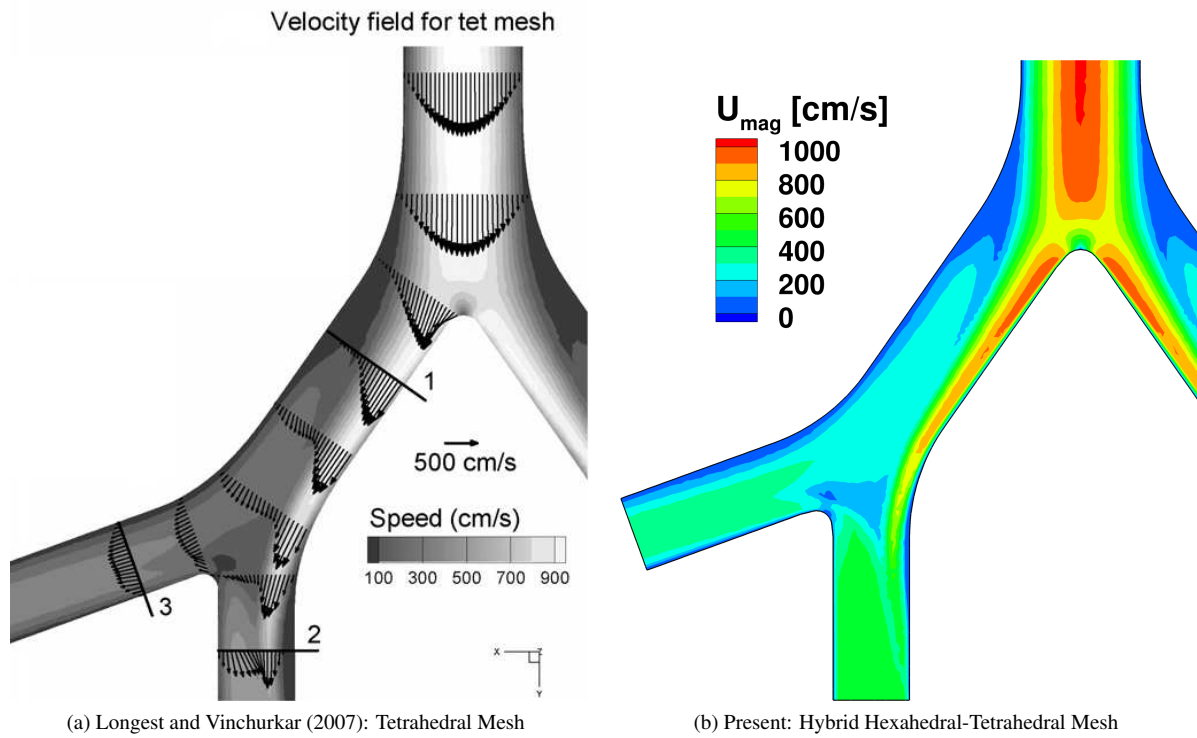 Velocity field for tet mesh
1
500 cm/s
Speed (cm/s)
100 300 500 700 900
3
2
X
Z
Y
U_mag [cm/s]
1000
800
600
400
200
0
(a) Longest and Vinchurkar (2007): Tetrahedral Mesh
(b) Present: Hybrid Hexahedral-Tetrahedral Mesh